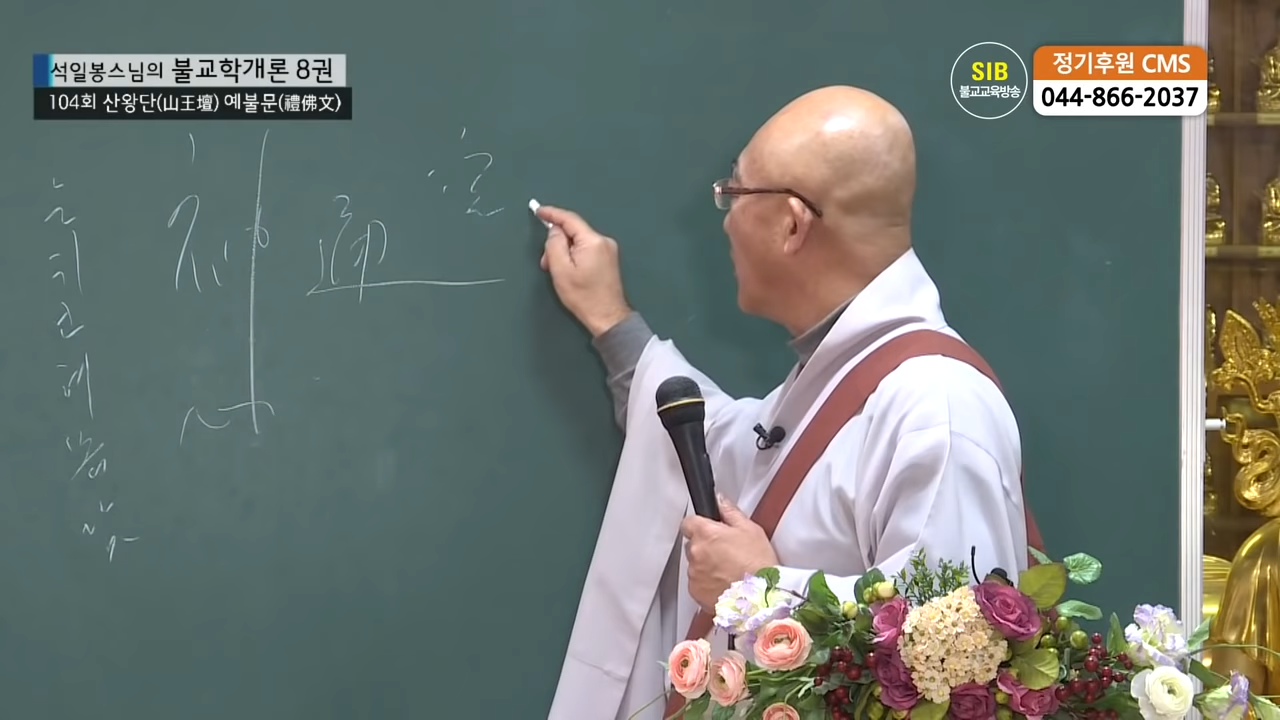 석일봉스님의 불교학개론 8권
104회 산왕단(山王壇) 예불문(禮佛文)
SIB
불교교육방송
정기후원 CMS
044-866-2037
神通